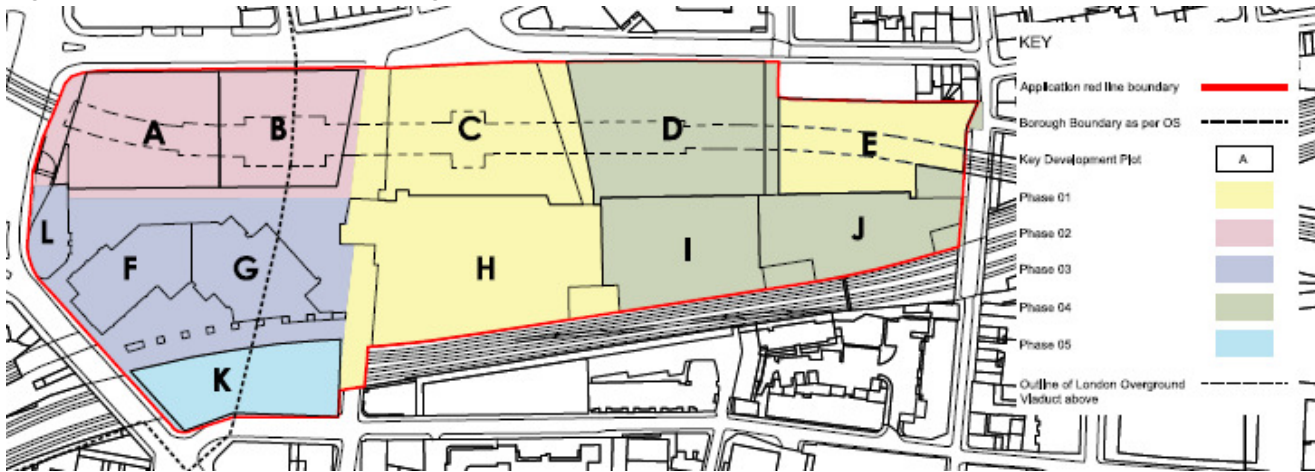 KEY
Application red line boundary
Borough Boundary as per OS
Key Development Plot A
Phase 01
Phase 02
Phase 03
Phase 04
Phase 05
Outline of London Overground
Viaduct above
A B C D E
L F G H I J
K